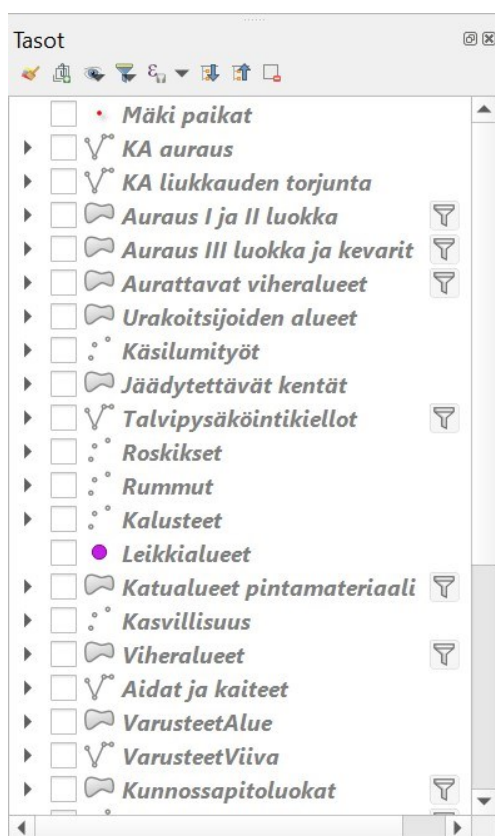 Tasot
Mäki paikat
KA auraus
KA liukkauden torjunta
Auraus I ja II luokka
Auraus III luokka ja kevarit
Aurattavat viheralueet
Urakoitsijoiden alueet
Käsilumityöt
Jäädytettävät kentät
Talvipysäköintikiellot
Roskikset
Rummut
Kalusteet
Leikkialueet
Katualueet pintamateriaali
Kasvillisuus
Viheralueet
Aidat ja kaiteet
VarusteetAlue
VarusteetViiva
Kunnossapitoluokat